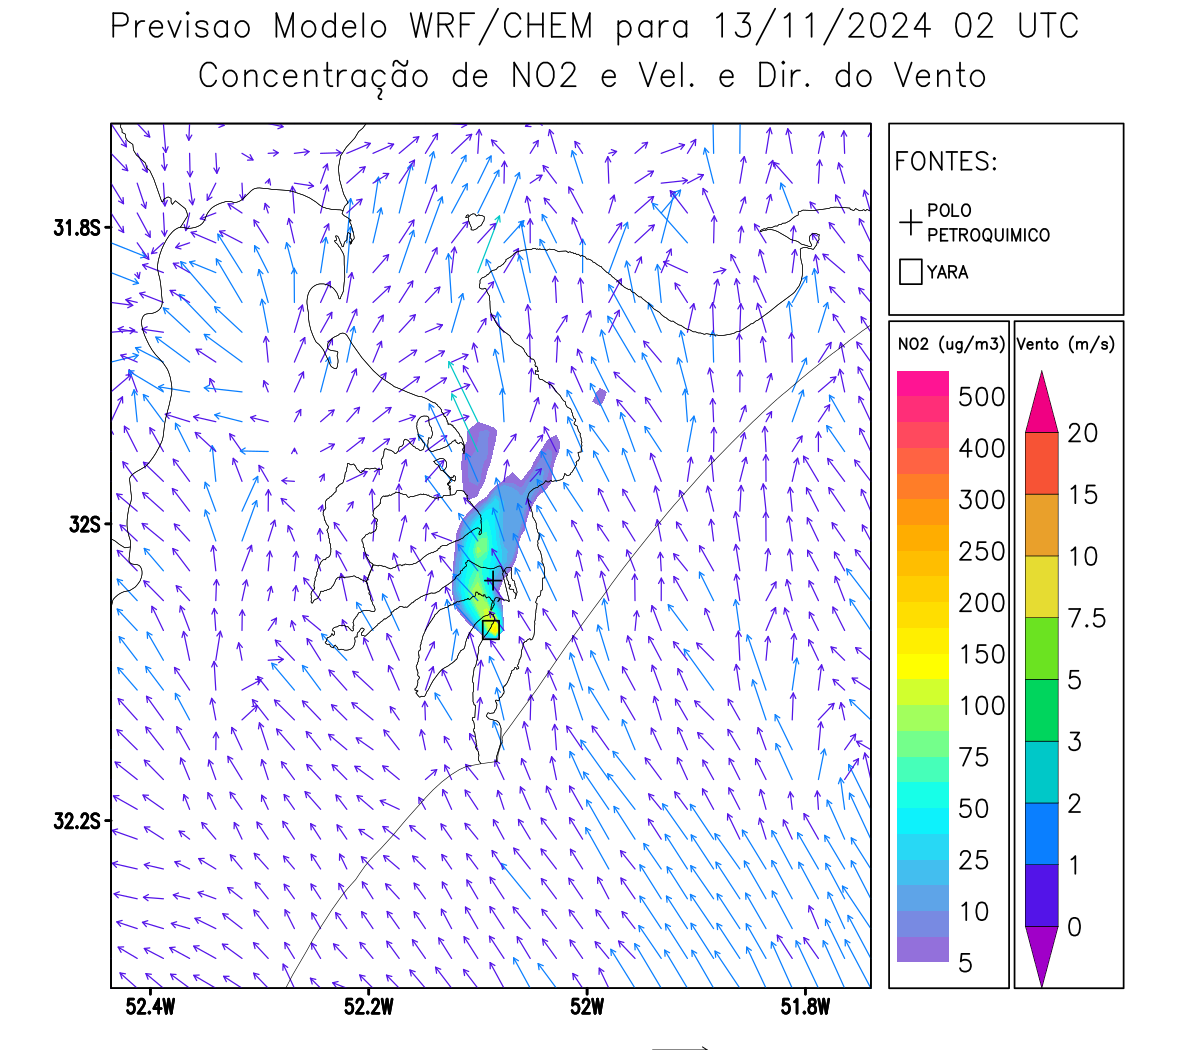 Previsao Modelo WRF/CHEM para 13/11/2024 02 UTC
Concentração de NO2 e Vel. e Dir. do Vento
FONTES:
POLO
PETROQUIMICO
YARA
NO2 (ug/m3)
500
400
300
250
200
150
100
75
50
25
10
5
Vento (m/s)
20
15
10
7.5
5
3
2
1
0
31.8S
32S
32.2S
52.4W
52.2W
52W
51.8W